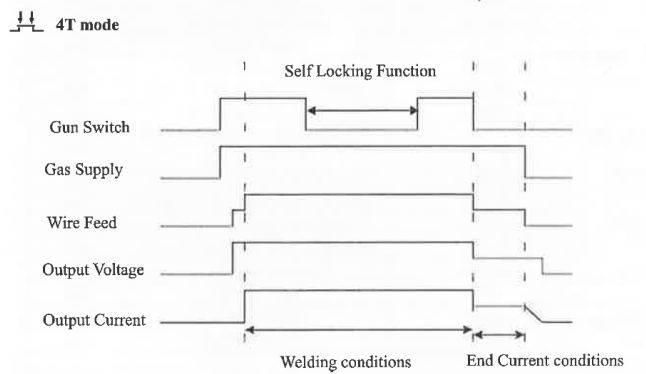 4T mode
Self Locking Function
Gun Switch
Gas Supply
Wire Feed
Output Voltage
Output Current
Welding conditions
End Current conditions